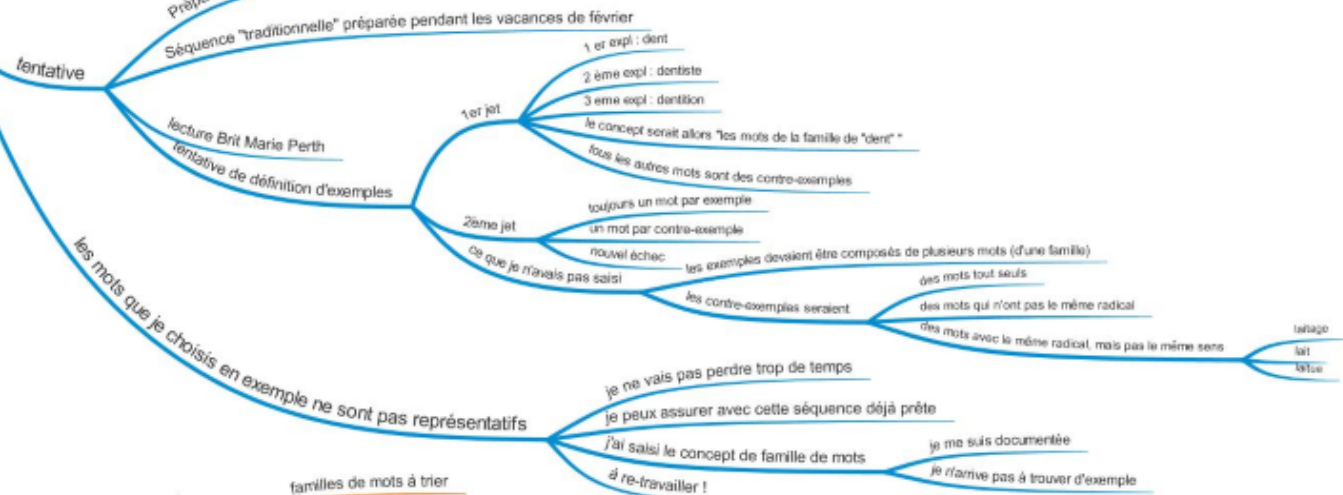 Prépa
Séquence "traditionnelle" préparée pendant les vacances de février
tentative
lecture Brit Marie Perth
tentative de définition d'exemples
1er jet
1 er expl : dent
2 ème expl : dentiste
3 eme expl : dentition
le concept serait allors "les mots de la famille de "dent" "
tous les autres mots sont des contre-exemples
2ème jet
toujours un mot par exemple
un mot par contre-exemple
nouvel échec
ce que je n'avais pas saisi
les exemples devaient être composés de plusieurs mots (d'une famille)
les contre-exemples seraient
des mots tout seuls
des mots qui n'ont pas le même radical
des mots avec le même radical, mais pas le même sens
laitage
lait
laitue
les mots que je choisis en exemple ne sont pas représentatifs
je ne vais pas perdre trop de temps
je peux assurer avec cette séquence déjà prête
j'ai saisi le concept de famille de mots
je me suis documentée
je n'arrive pas à trouver d'exemple
à re-travailler !
familles de mots à trier